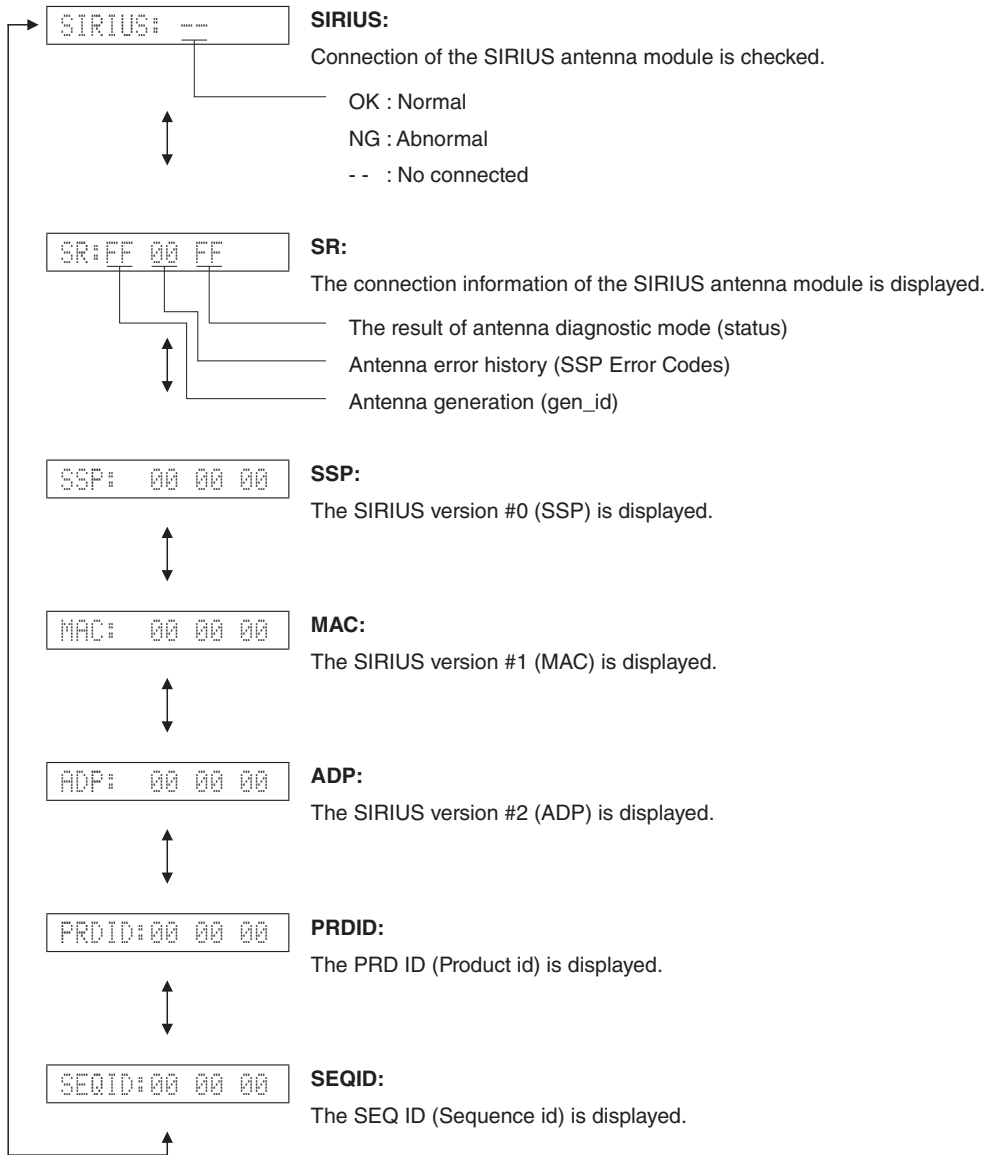 SIRIUS: --
SIRIUS:
Connection of the SIRIUS antenna module is checked.
OK : Normal
NG : Abnormal
- - : No connected
SR:FF 00 FF
SR:
The connection information of the SIRIUS antenna module is displayed.
The result of antenna diagnostic mode (status)
Antenna error history (SSP Error Codes)
Antenna generation (gen_id)
SSP: 00 00 00
SSP:
The SIRIUS version #0 (SSP) is displayed.
MAC: 00 00 00
MAC:
The SIRIUS version #1 (MAC) is displayed.
ADP: 00 00 00
ADP:
The SIRIUS version #2 (ADP) is displayed.
PRDID:00 00 00
PRDID:
The PRD ID (Product id) is displayed.
SEQID:00 00 00
SEQID:
The SEQ ID (Sequence id) is displayed.